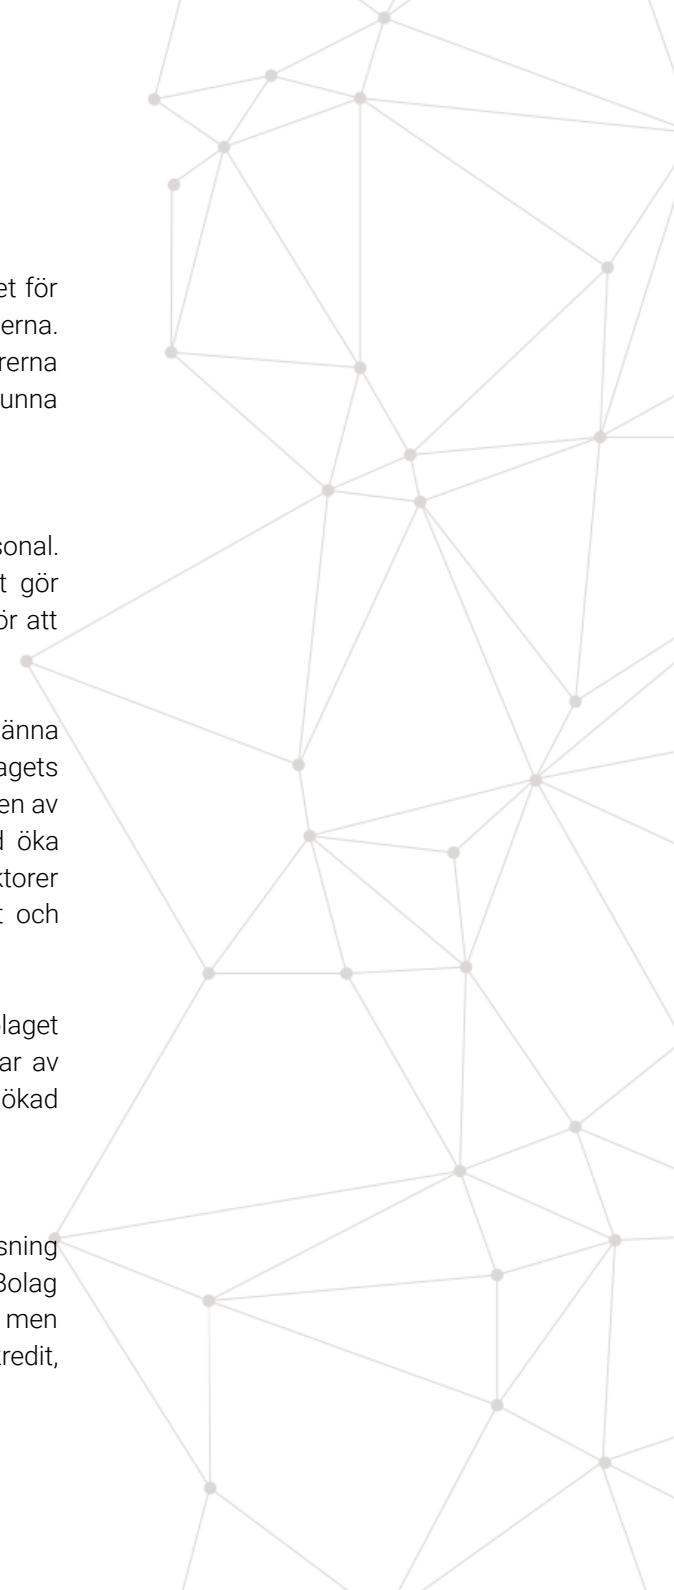 et för
erna.
rerna
unna
sonal.
t gör
ör att
änna
agets
en av
d öka
ktorer
t och
laget
ar av
ökad
sning
Bolag
men
redit,